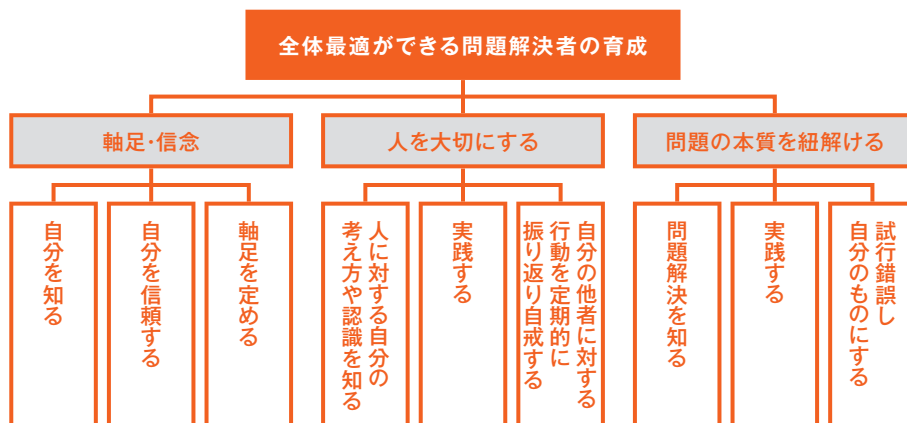 全体最適ができる問題解決者の育成
軸足・信念
人を大切にする
問題の本質を紐解ける
自分を知る
自分を信頼する
軸足を定める
人に対する自分の
考え方や認識を知る
実践する
自分の他者に対する
行動を定期的に
振り返り自戒する
問題解決を知る
実践する
試行錯誤し
自分のものにする